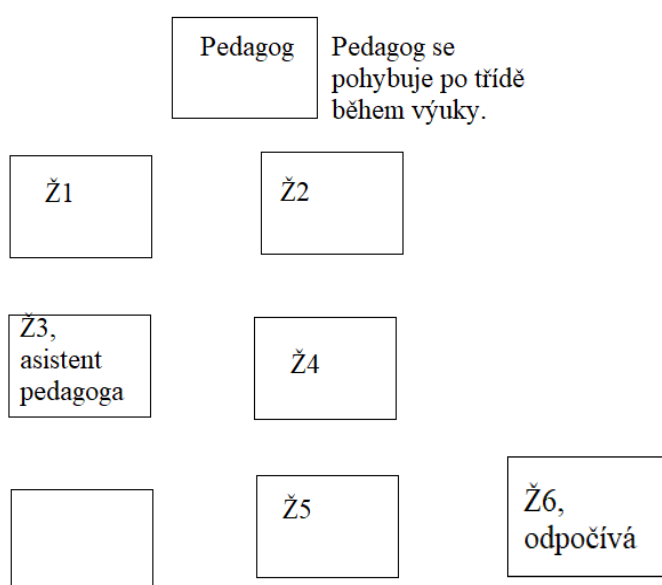 Pedagog
Pedagog se
pohybuje po třídě
během výuky.
Ž1
Ž2
Ž3,
asistent
pedagoga
Ž4
Ž5
Ž6,
odpočívá